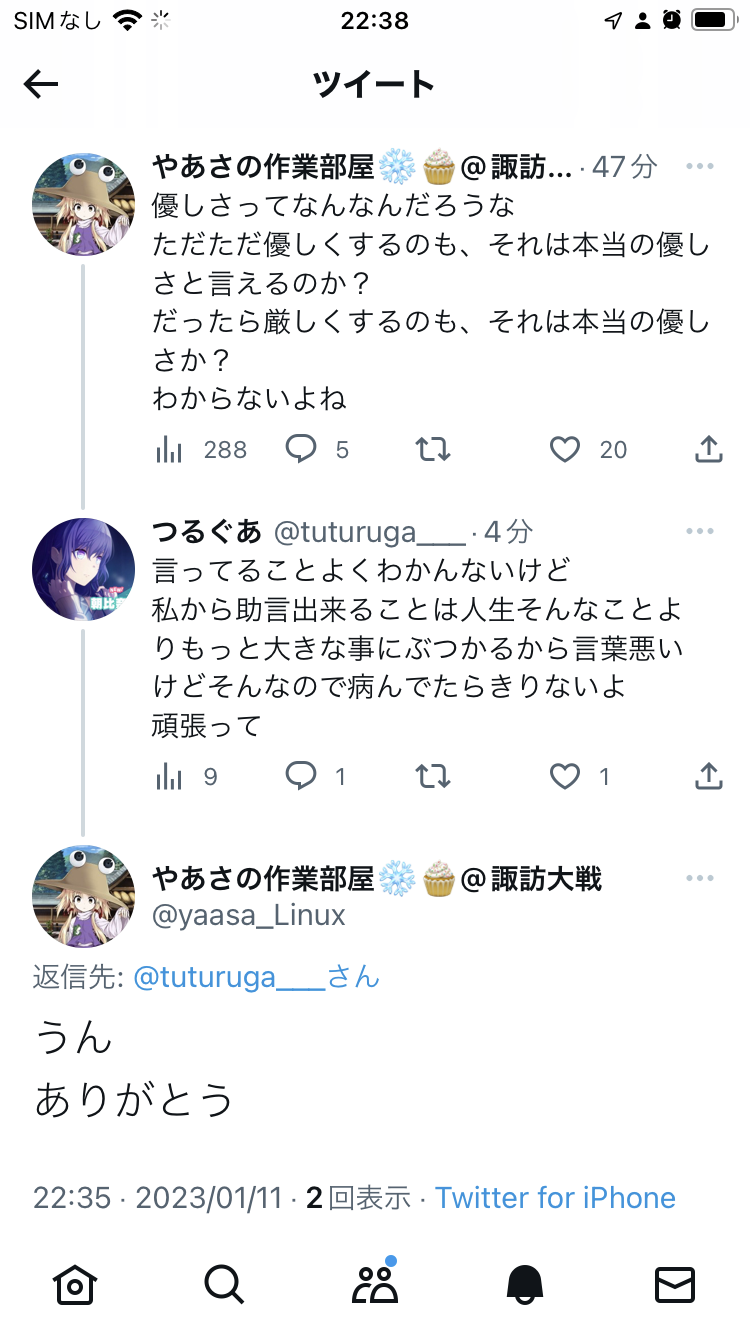 SIMなし 22:38
ツイート
やあさの作業部屋❄️🧁@諏訪… · 47分
優しさってなんなんだろうな
ただただ優しくするのも、それは本当の優し
さと言えるのか？
だったら厳しくするのも、それは本当の優し
さか？
わからないよね
288 5 20
つるぐあ @tuturuga___ · 4分
言ってることよくわかんないけど
私から助言出来ることは人生そんなことよ
りもっと大きな事にぶつかるから言葉悪い
けどそんなので病んでたらきりないよ
頑張って
9 1 1
やあさの作業部屋❄️🧁@諏訪大戦
@yaasa_Linux
返信先: @tuturuga___さん
うん
ありがとう
22:35 · 2023/01/11 · 2回表示 · Twitter for iPhone